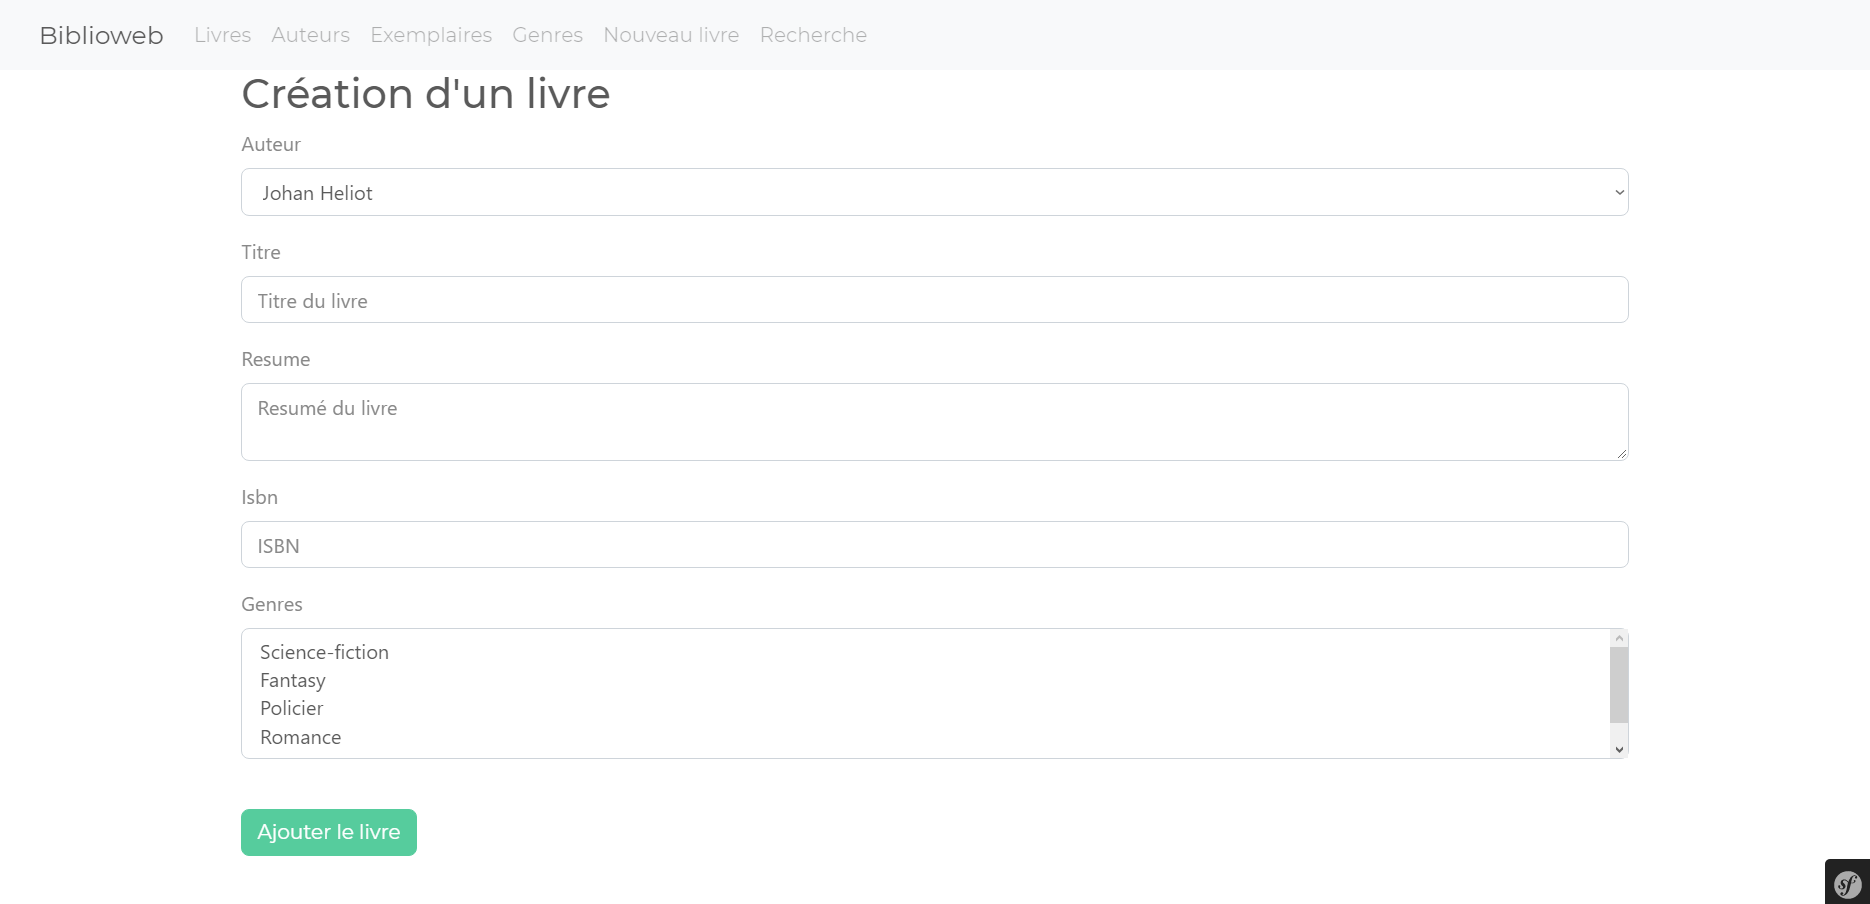 Biblioweb Livres Auteurs Exemplaires Genres Nouveau livre Recherche
Création d'un livre
Auteur
Johan Heliot
Titre
Titre du livre
Resume
Resumé du livre
Isbn
ISBN
Genres
Science-fiction
Fantasy
Policier
Romance
Ajouter le livre
sf